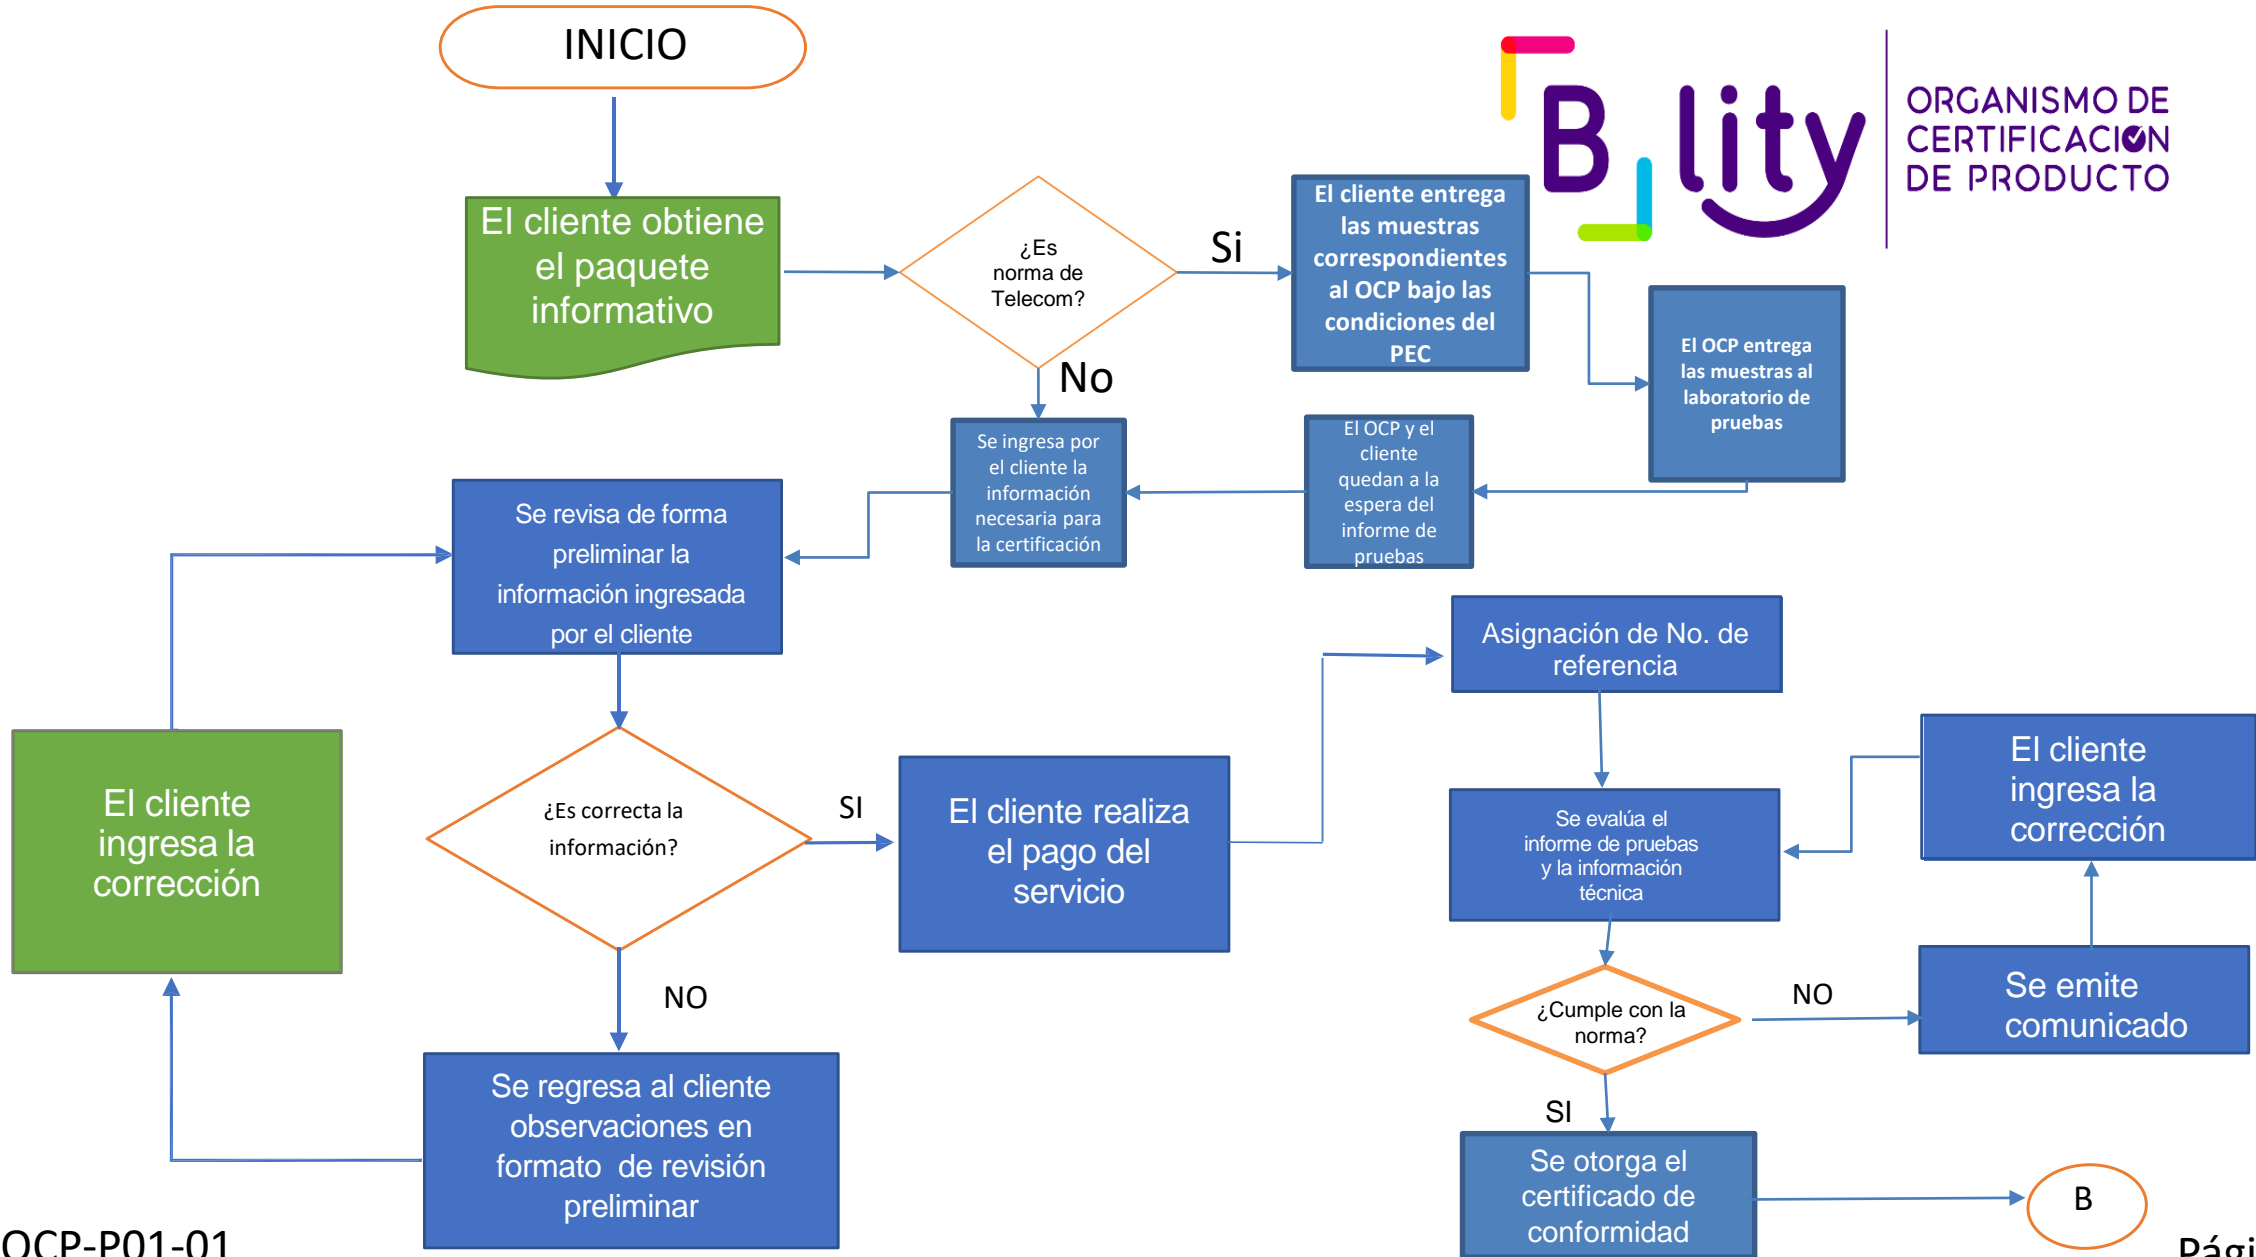 INICIO
B lity
ORGANISMO DE
CERTIFICACIÓN
DE PRODUCTO
El cliente obtiene
el paquete
informativo
¿Es
norma de
Telecom?
Si
No
El cliente entrega
las muestras
correspondientes
al OCP bajo las
condiciones del
PEC
El OCP entrega
las muestras al
laboratorio de
pruebas
El OCP y el
cliente
quedan a la
espera del
informe de
pruebas
Se ingresa por
el cliente la
información
necesaria para
la certificación
Se revisa de forma
preliminar la
información ingresada
por el cliente
¿Es correcta la
información?
SI
NO
El cliente
ingresa la
corrección
Se regresa al cliente
observaciones en
formato de revisión
preliminar
El cliente realiza
el pago del
servicio
Asignación de No. de
referencia
Se evalúa el
informe de pruebas
y la información
técnica
El cliente
ingresa la
corrección
¿Cumple con la
norma?
NO
Se emite
comunicado
SI
Se otorga el
certificado de
conformidad
B
OCP-P01-01